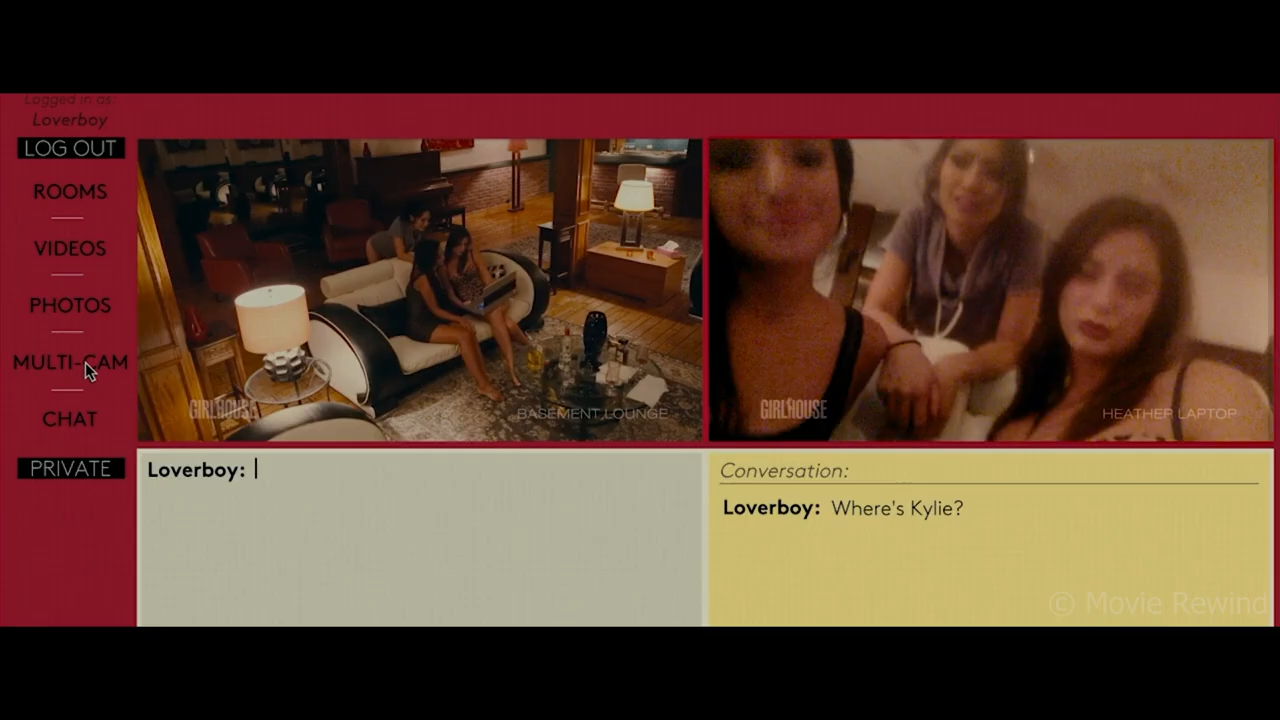 Logged in as:
Loverboy
LOG OUT
ROOMS
VIDEOS
PHOTOS
MULTI-CAM
CHAT
PRIVATE
GIRLHOUSE
BASEMENT LOUNGE
GIRLHOUSE
HEATHER LAPTOP
Loverboy:
Conversation:
Loverboy: Where's Kylie?
© Movie Rewind